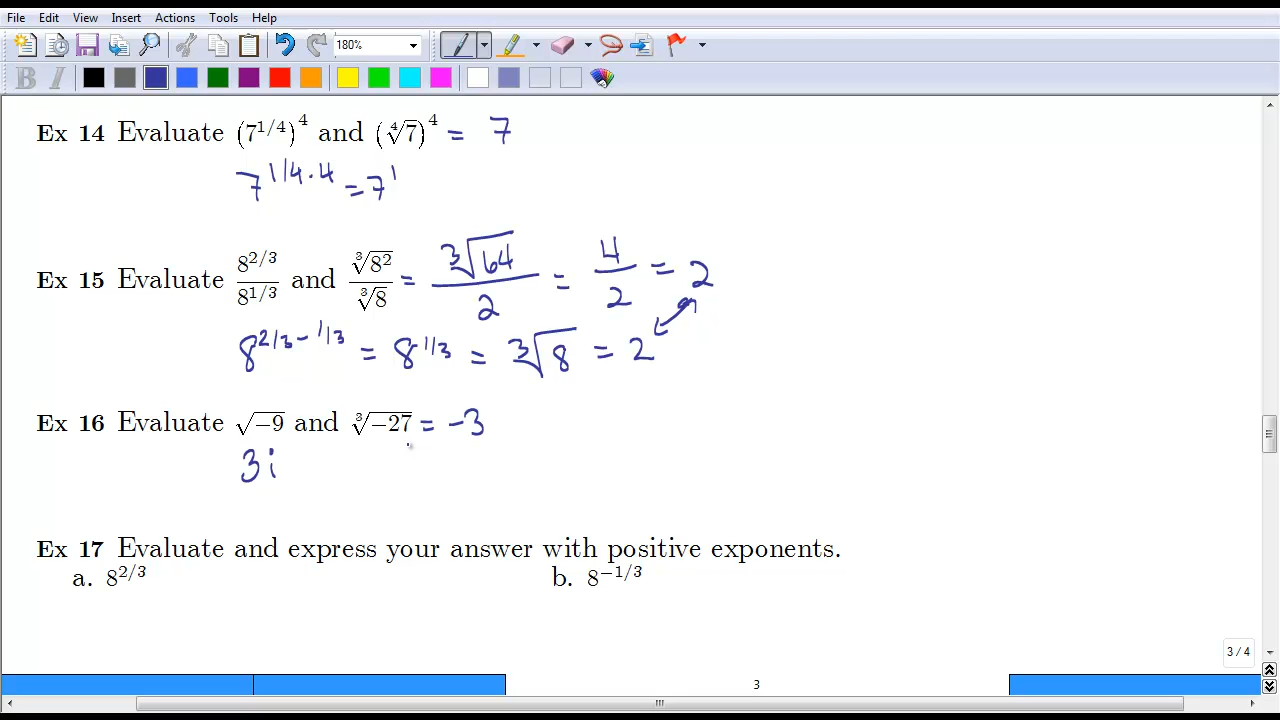 File Edit View Insert Actions Tools Help
180%
B I
Ex 14 Evaluate (7^{1/4})^4 and (∜7)^4 = 7
7^{1/4·4} = 7^1
Ex 15 Evaluate 8^{2/3}/8^{1/3} and ∛8²/∛8 = ∛64/2 = 4/2 = 2
8^{2/3-1/3} = 8^{1/3} = ∛8 = 2
Ex 16 Evaluate √-9 and ∛-27 = -3
3i
Ex 17 Evaluate and express your answer with positive exponents.
a. 8^{2/3} b. 8^{-1/3}
3 / 4
3